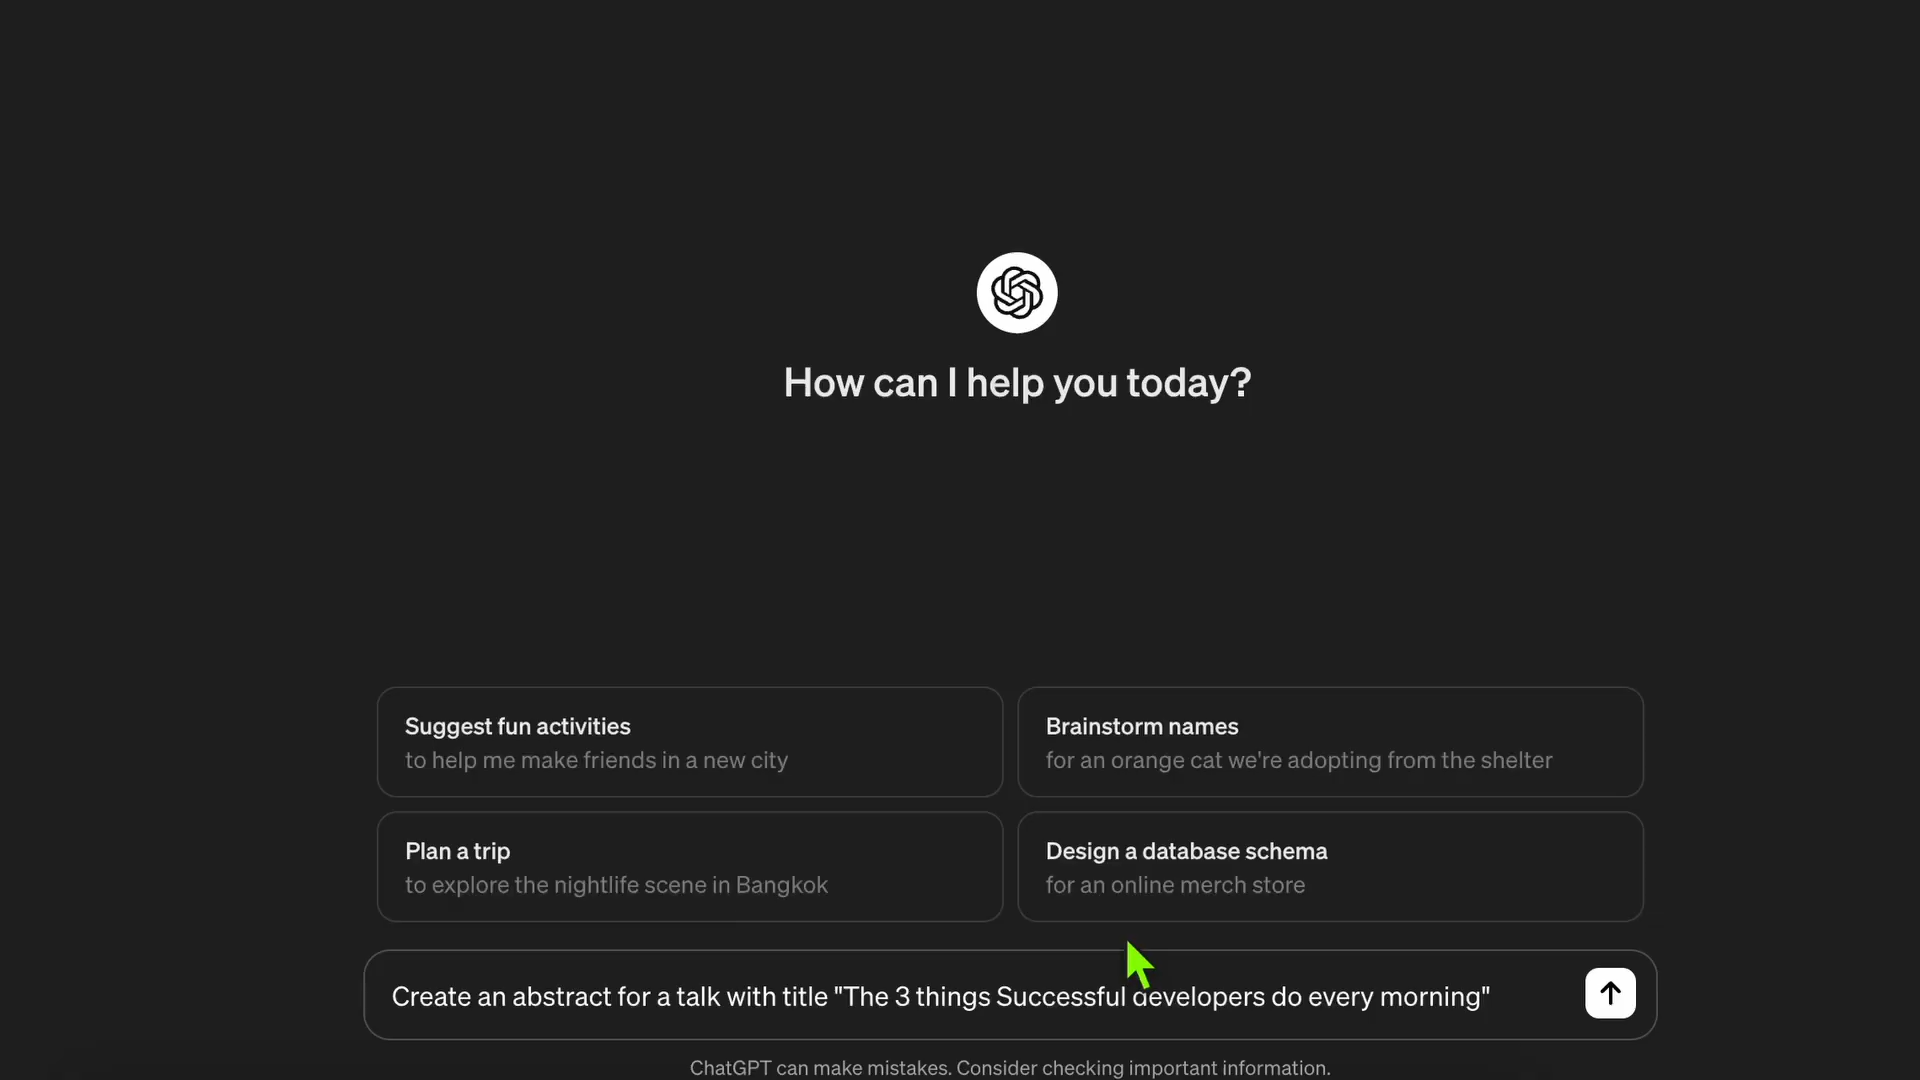 How can I help you today?
Suggest fun activities
to help me make friends in a new city
Brainstorm names
for an orange cat we're adopting from the shelter
Plan a trip
to explore the nightlife scene in Bangkok
Design a database schema
for an online merch store
Create an abstract for a talk with title "The 3 things Successful developers do every morning"
ChatGPT can make mistakes. Consider checking important information.